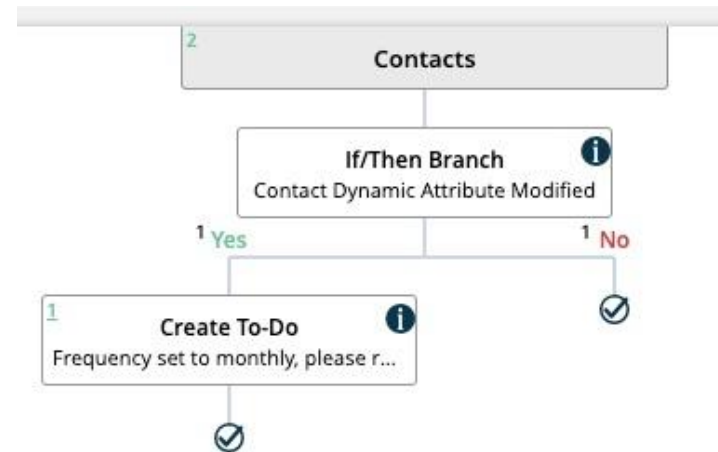 2
Contacts
If/Then Branch
Contact Dynamic Attribute Modified
1 Yes
1 No
1
Create To-Do
Frequency set to monthly, please r...